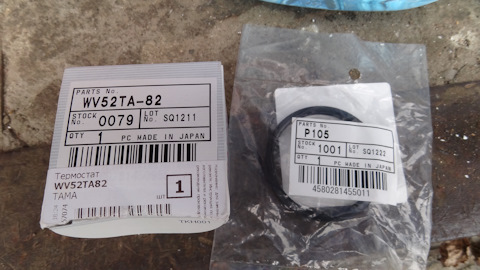 PARTS No.
WV52TA-82
STOCK No. 0079 LOT No. SQ1211
QTY 1 PC MADE IN JAPAN
Термостат
WV52TA82
TAMA
шт 1
PARTS No.
P105
STOCK No. 1001 LOT No. SQ1222
QTY 1 PC MADE IN JAPAN
4580281455011